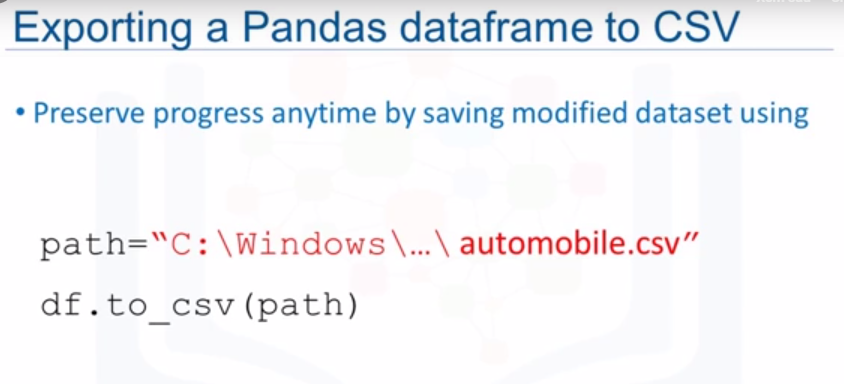 Exporting a Pandas dataframe to CSV
• Preserve progress anytime by saving modified dataset using
path=“C:\Windows\…\ automobile.csv”
df.to_csv(path)